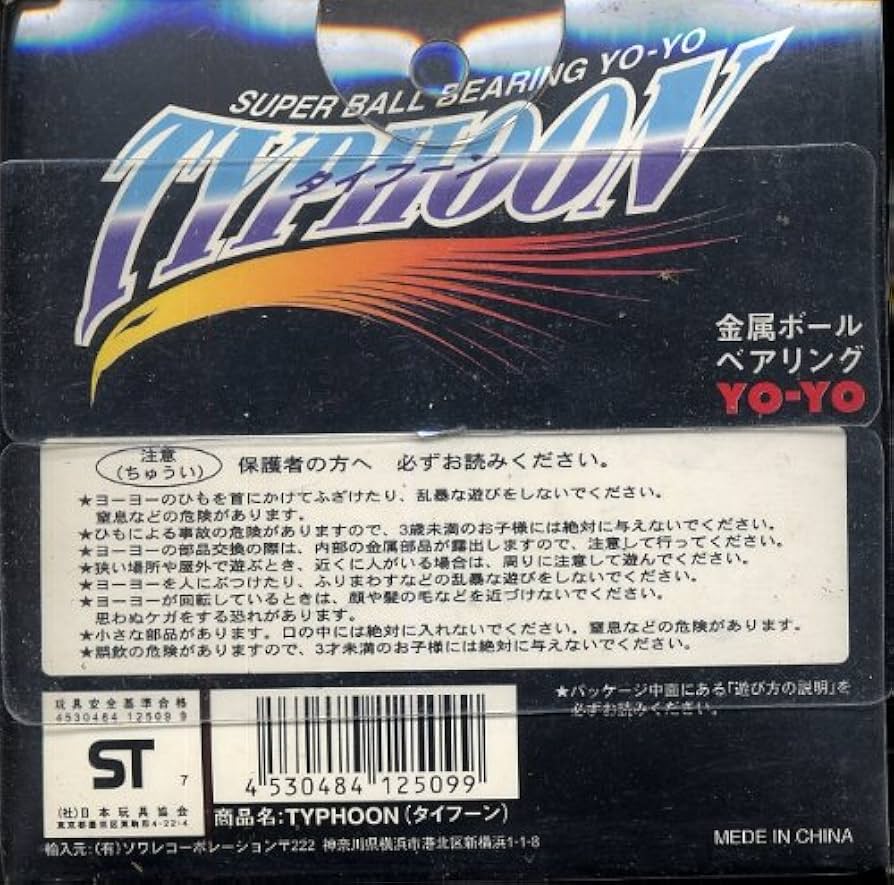 SUPER BALL BEARING YO-YO
TYPHOON
タイフーン
金属ボール
ベアリング
YO-YO
注意
(ちゅうい)
保護者の方へ 必ずお読みください。
★ヨーヨーのひもを首にかけてふざけたり、乱暴な遊びをしないでください。
窒息などの危険があります。
★ひもによる事故の危険がありますので、3歳未満のお子様には絶対に与えないでください。
★ヨーヨーの部品交換の際は、内部の金属部品が露出しますので、注意して行ってください。
★狭い場所や屋外で遊ぶとき、近くに人がいる場合は、周りに注意して遊んでください。
★ヨーヨーを人にぶつけたり、ふりまわすなどの乱暴な遊びをしないでください。
★ヨーヨーが回転しているときは、顔や髪の毛などを近づけないでください。
思わぬケガをする恐れがあります。
★小さな部品があります。口の中には絶対に入れないでください。窒息などの危険があります。
★誤飲の危険がありますので、3才未満のお子様には絶対に与えないでください。
★パッケージ中面にある「遊び方の説明」を
必ずお読みください。
玩具安全基準合格
4530484 12509 9
ST
7
(社)日本玩具協会
東京都墨田区東駒形4-22-4
4 530484 125099
商品名:TYPHOON(タイフーン)
輸入元:(有)ソワレコーポレーション〒222 神奈川県横浜市港北区新横浜1-1-8
MEDE IN CHINA